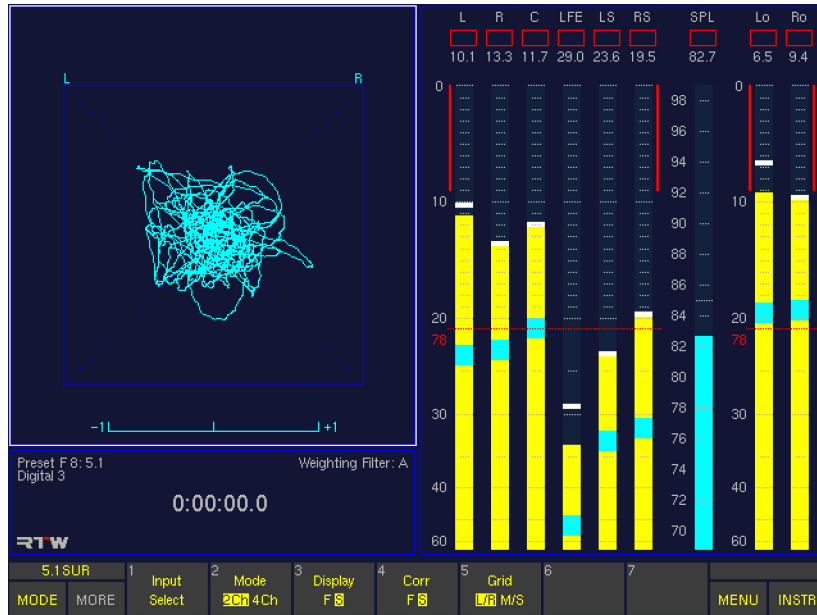 L R
-1 +1
Preset F 8: 5.1 Weighting Filter: A
Digital 3
0:00:00.0
RTW
L R C LFE LS RS SPL Lo Ro
10.1 13.3 11.7 29.0 23.6 19.5 82.7 6.5 9.4
0 98 0
96
94
10 92 10
90
88
86
20 84 20
78 82 78
80
30 78 30
76
40 74 40
72
60 70 60
5.1SUR 1 Input 2 Mode 3 Display 4 Corr 5 Grid 6 7
MODE MORE Select 2Ch 4Ch F S F S L/R M/S MENU INSTR